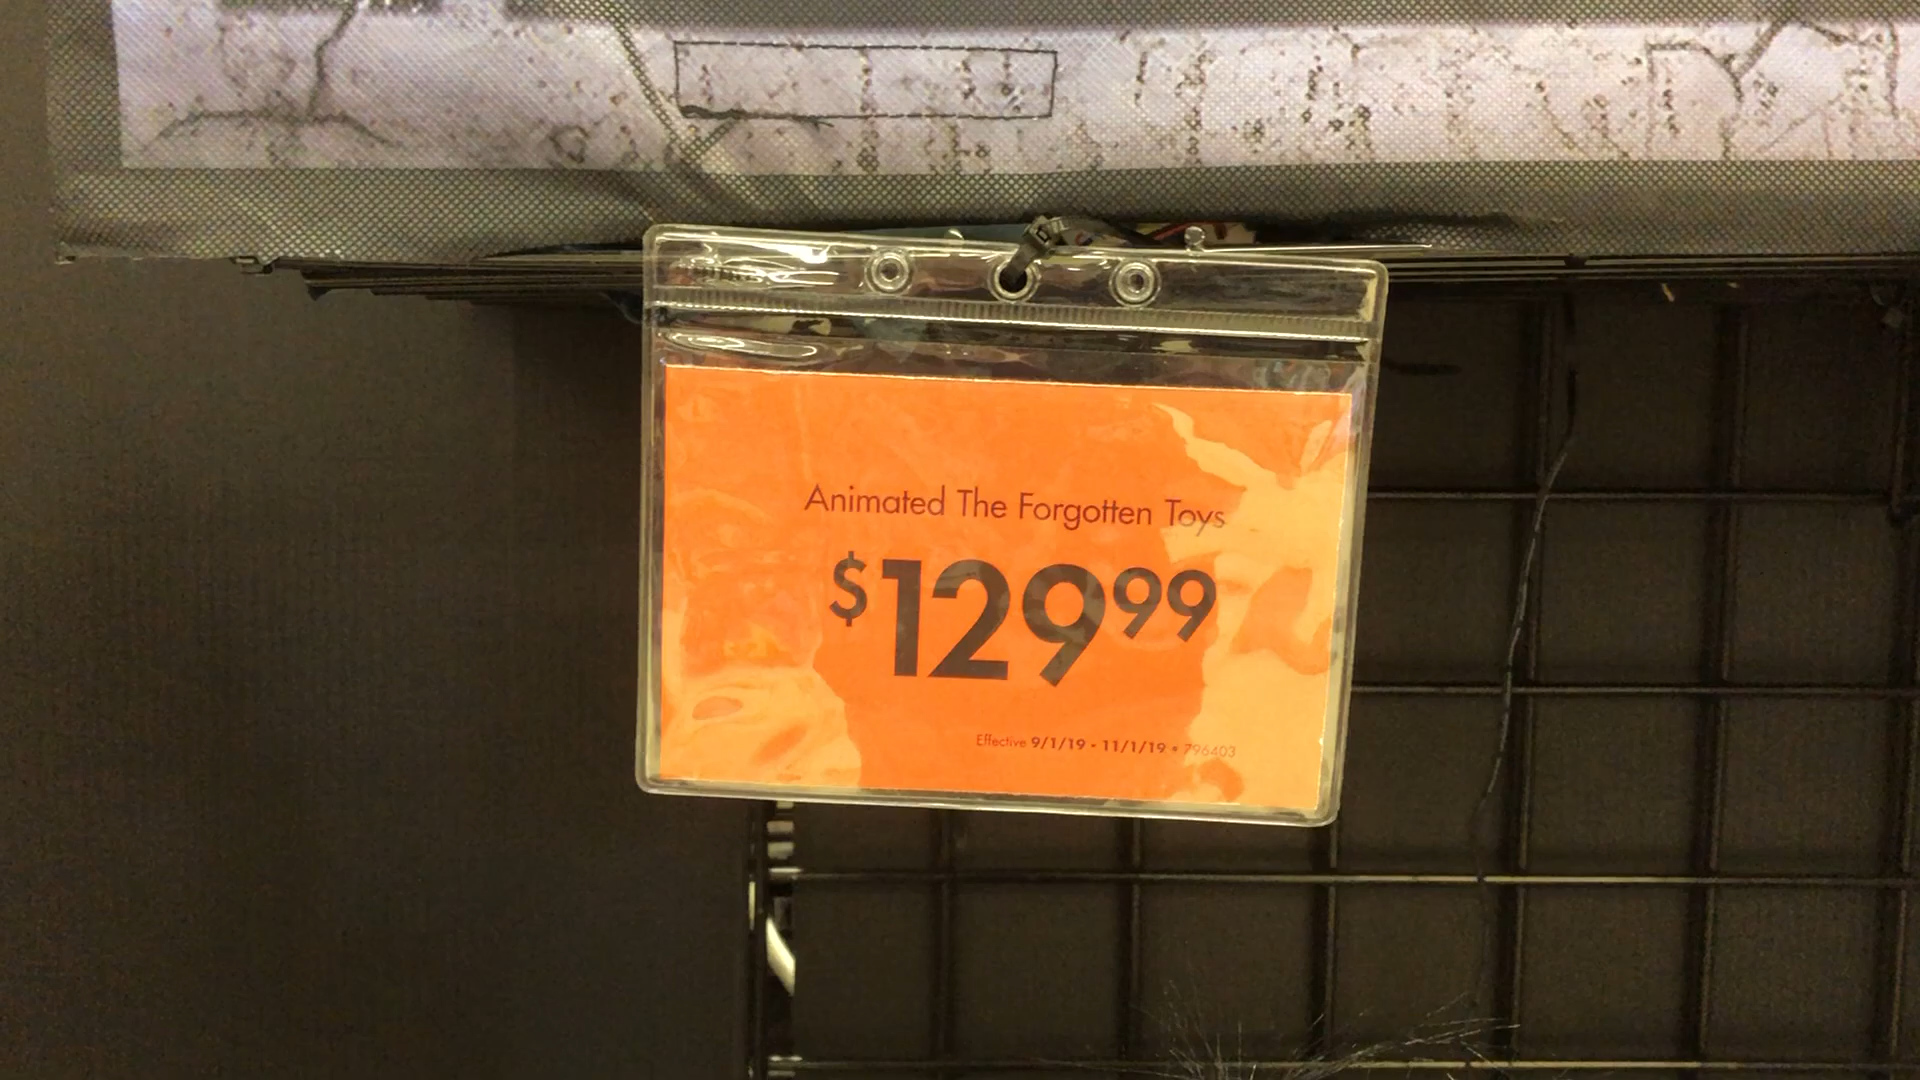 Animated The Forgotten Toys
$129 99
Effective 9/1/19 - 11/1/19 • 796403